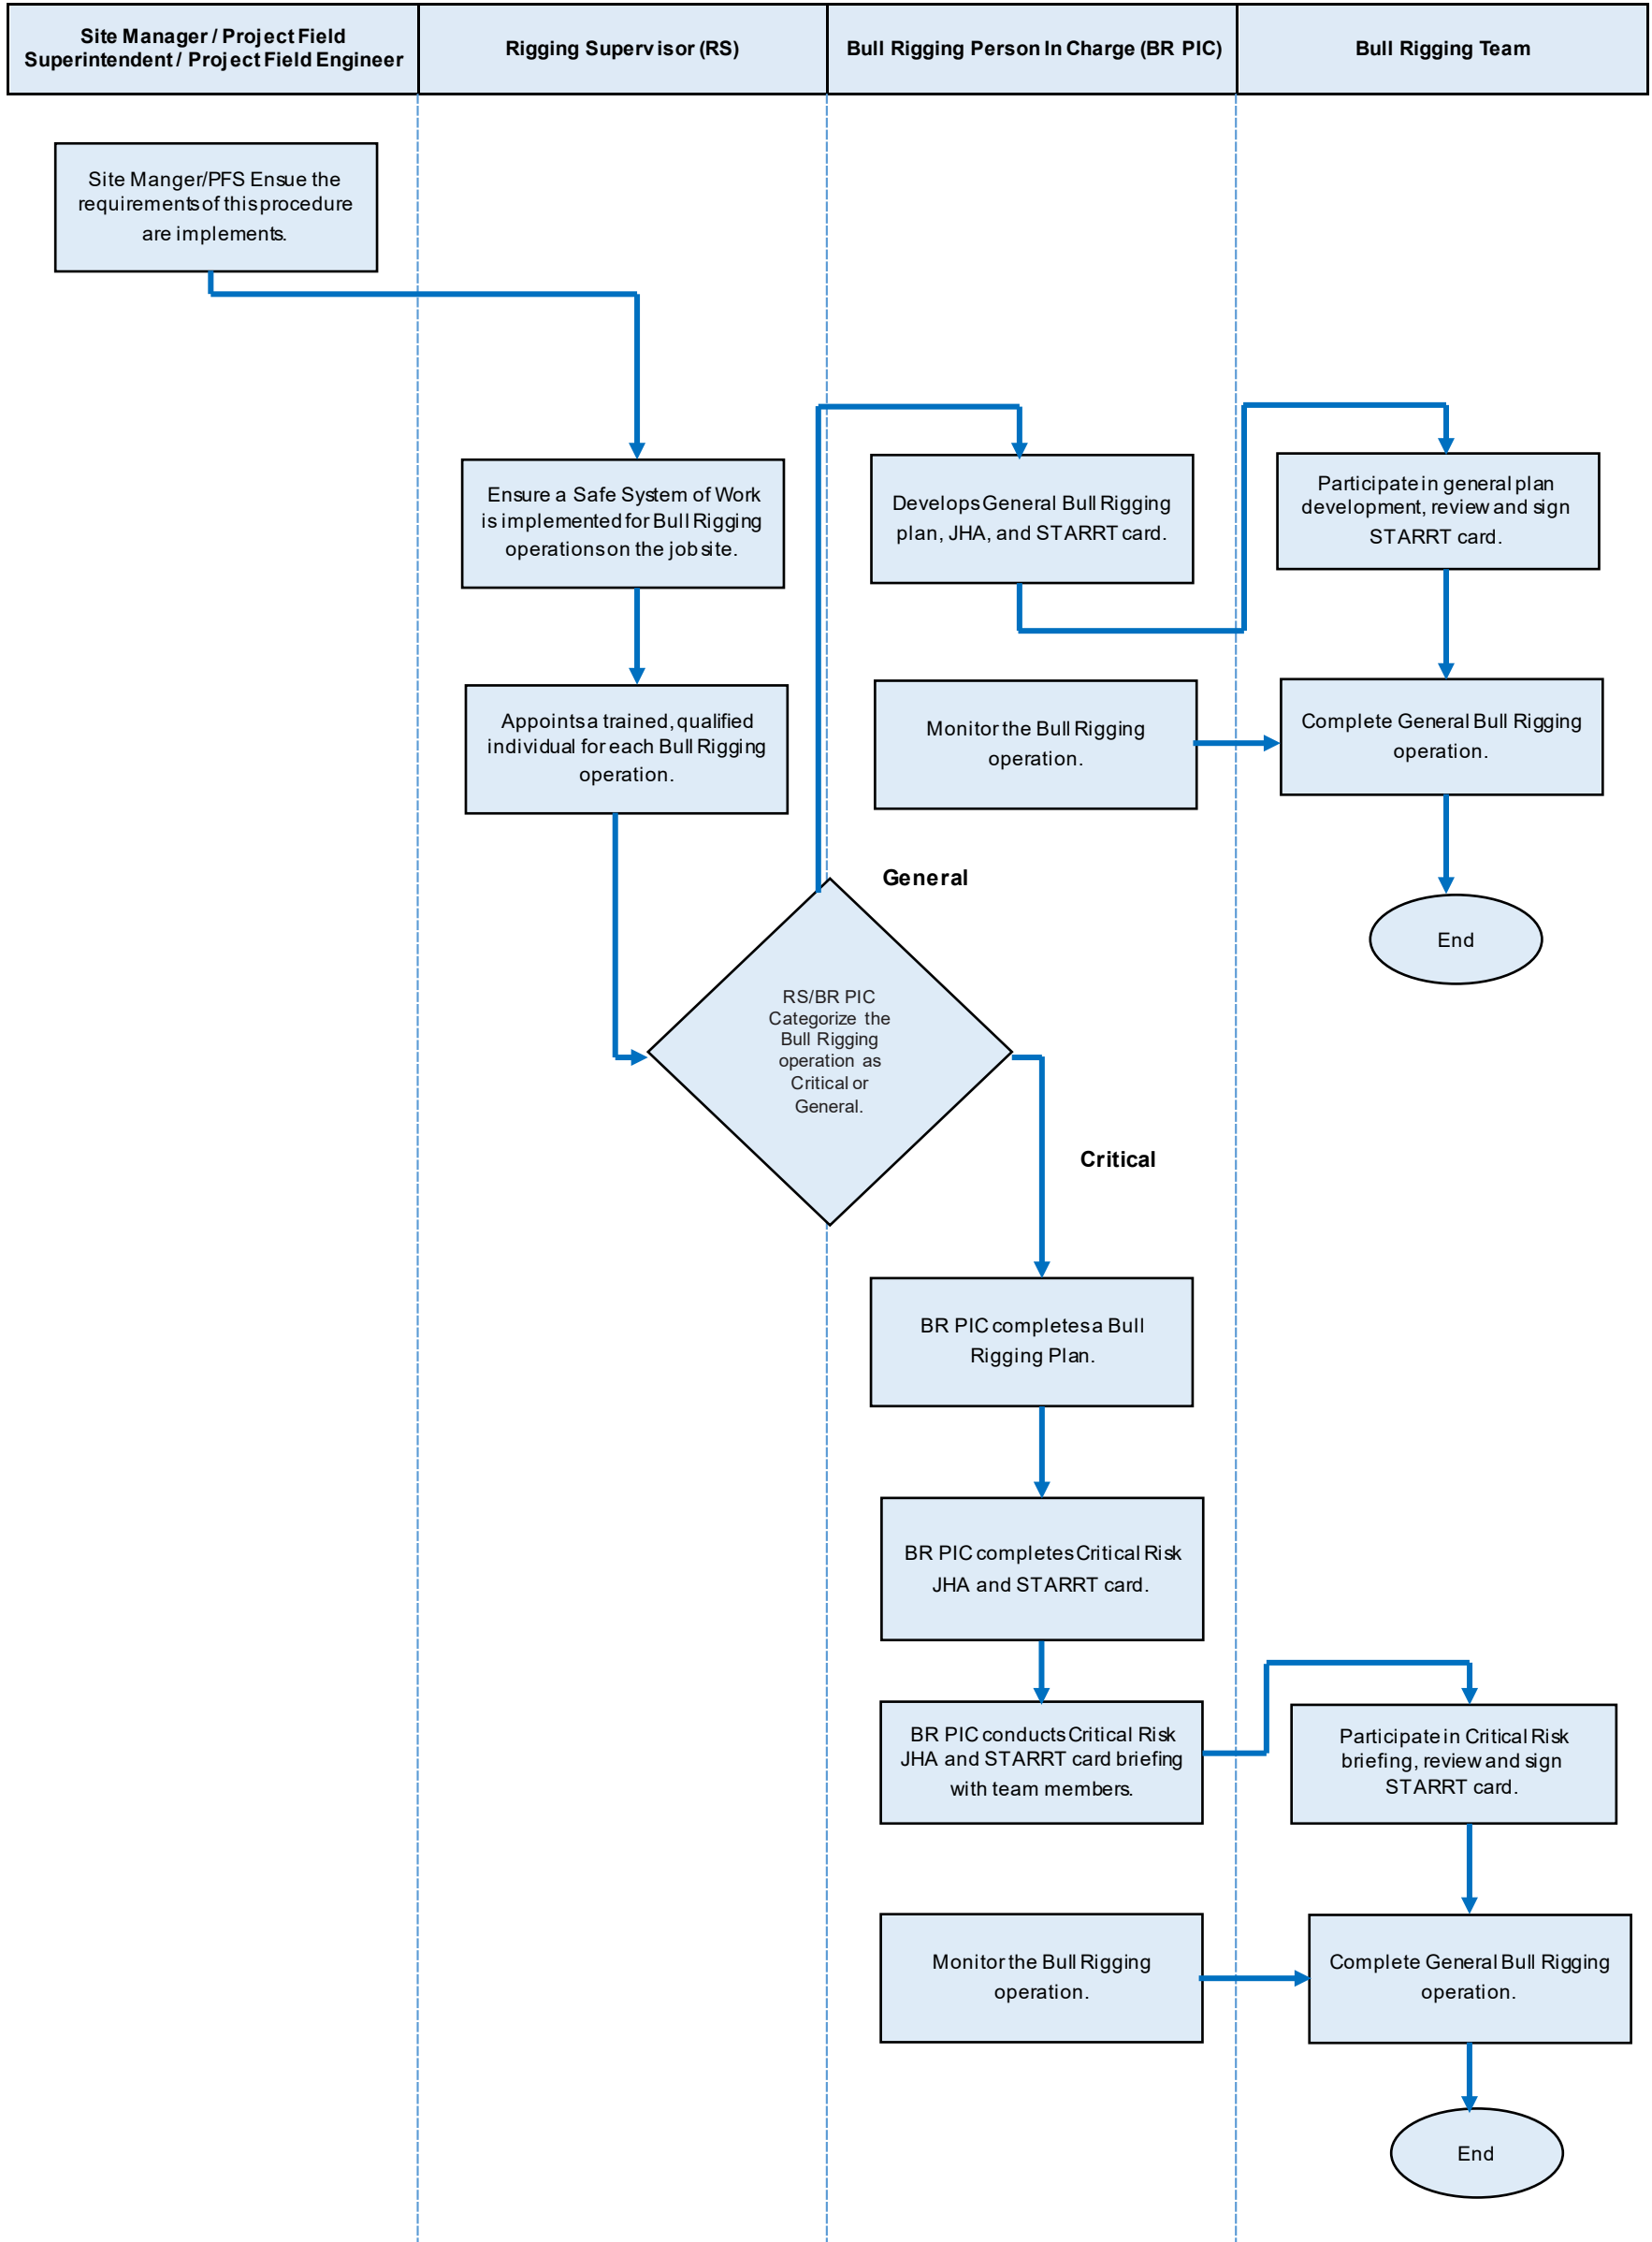 Site Manager / Project Field
Superintendent / Project Field Engineer
Rigging Supervisor (RS)
Bull Rigging Person In Charge (BR PIC)
Bull Rigging Team
Site Manger/PFS Ensue the
requirements of this procedure
are implements.
Ensure a Safe System of Work
is implemented for Bull Rigging
operations on the job site.
Develops General Bull Rigging
plan, JHA, and STARRT card.
Participate in general plan
development, review and sign
STARRT card.
Appoints a trained, qualified
individual for each Bull Rigging
operation.
Monitor the Bull Rigging
operation.
Complete General Bull Rigging
operation.
General
End
RS/BR PIC
Categorize the
Bull Rigging
operation as
Critical or
General.
Critical
BR PIC completes a Bull
Rigging Plan.
BR PIC completes Critical Risk
JHA and STARRT card.
BR PIC conducts Critical Risk
JHA and STARRT card briefing
with team members.
Participate in Critical Risk
briefing, review and sign
STARRT card.
Monitor the Bull Rigging
operation.
Complete General Bull Rigging
operation.
End